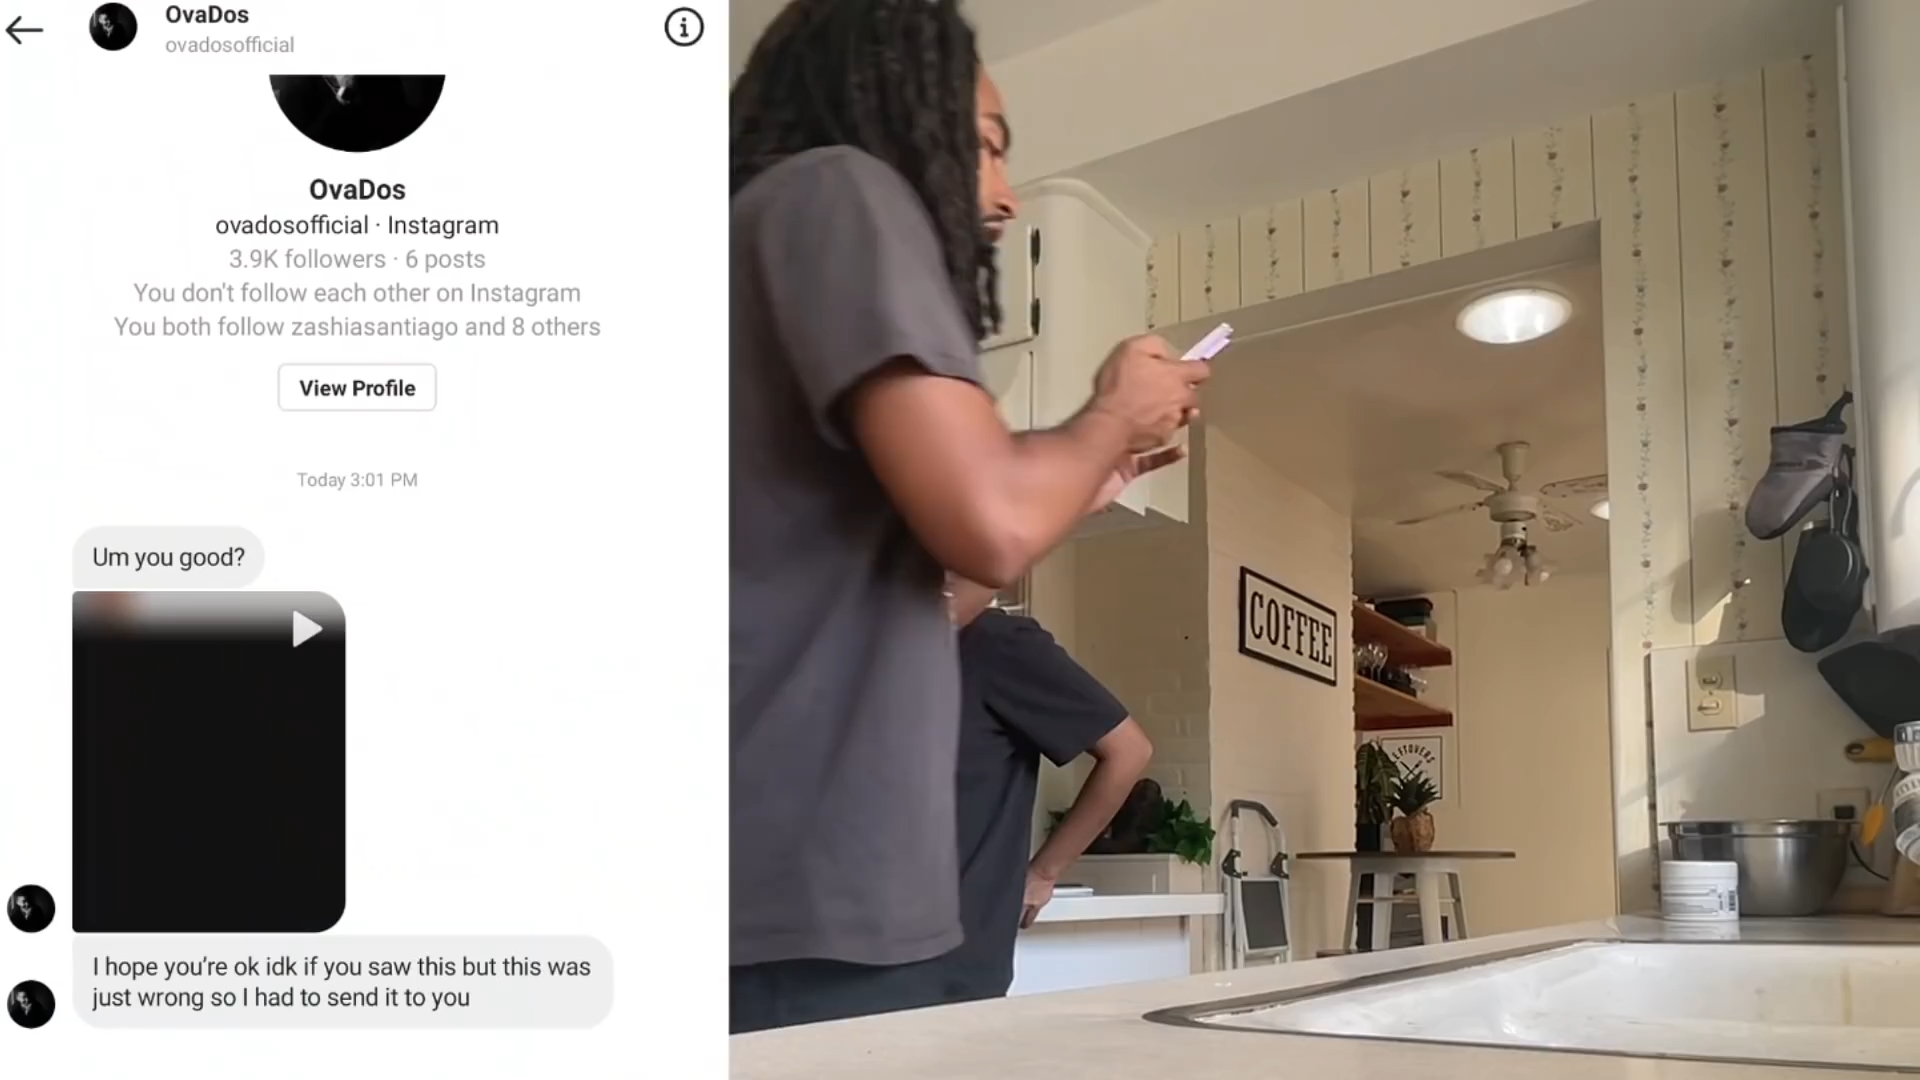 OvaDos
ovadosofficial
OvaDos
ovadosofficial · Instagram
3.9K followers · 6 posts
You don't follow each other on Instagram
You both follow zashiasantiago and 8 others
View Profile
Today 3:01 PM
Um you good?
I hope you're ok idk if you saw this but this was
just wrong so I had to send it to you
COFFEE
LEFTOVERS